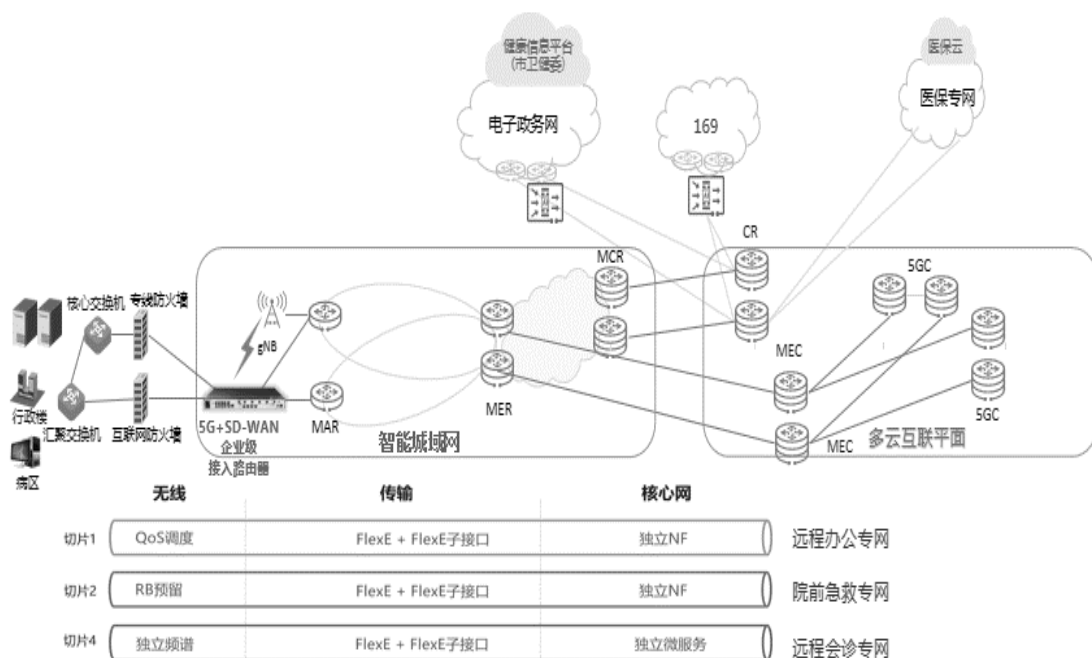 健康信息平台
(市卫健委)
医保云
电子政务网
169
医保专网
CR
MCR
5GC
核心交换机
专线防火墙
gNB
MEC
MER
行政楼
汇聚交换机
互联网防火墙
5G+SD-WAN
企业级
接入路由器
MAR
智能城域网
5GC
MEC
多云互联平面
病区
无线
传输
核心网
切片1
QoS调度
FlexE + FlexE子接口
独立NF
远程办公专网
切片2
RB预留
FlexE + FlexE子接口
独立NF
院前急救专网
切片4
独立频谱
FlexE + FlexE子接口
独立微服务
远程会诊专网